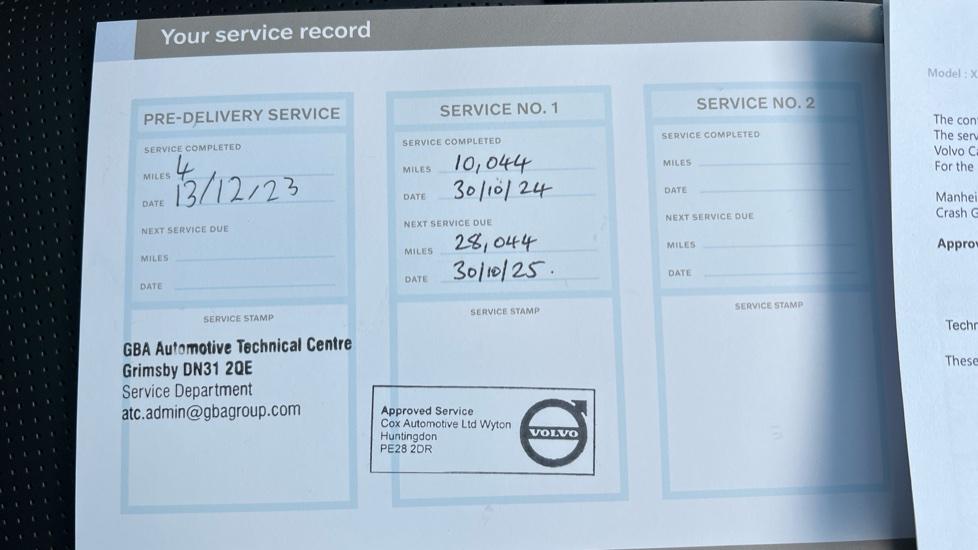 Your service record
PRE-DELIVERY SERVICE
SERVICE COMPLETED
MILES 4
DATE 13/12/23
NEXT SERVICE DUE
MILES
DATE
SERVICE STAMP
GBA Automotive Technical Centre
Grimsby DN31 2QE
Service Department
atc.admin@gbagroup.com
SERVICE NO. 1
SERVICE COMPLETED
MILES 10,044
DATE 30/10/24
NEXT SERVICE DUE
MILES 28,044
DATE 30/10/25.
SERVICE STAMP
Approved Service
Cox Automotive Ltd Wyton
Huntingdon
PE28 2DR
VOLVO
SERVICE NO. 2
SERVICE COMPLETED
MILES
DATE
NEXT SERVICE DUE
MILES
DATE
SERVICE STAMP
Model : X
The con
The serv
Volvo Ca
For the
Manhei
Crash G
Approv
Techr
These